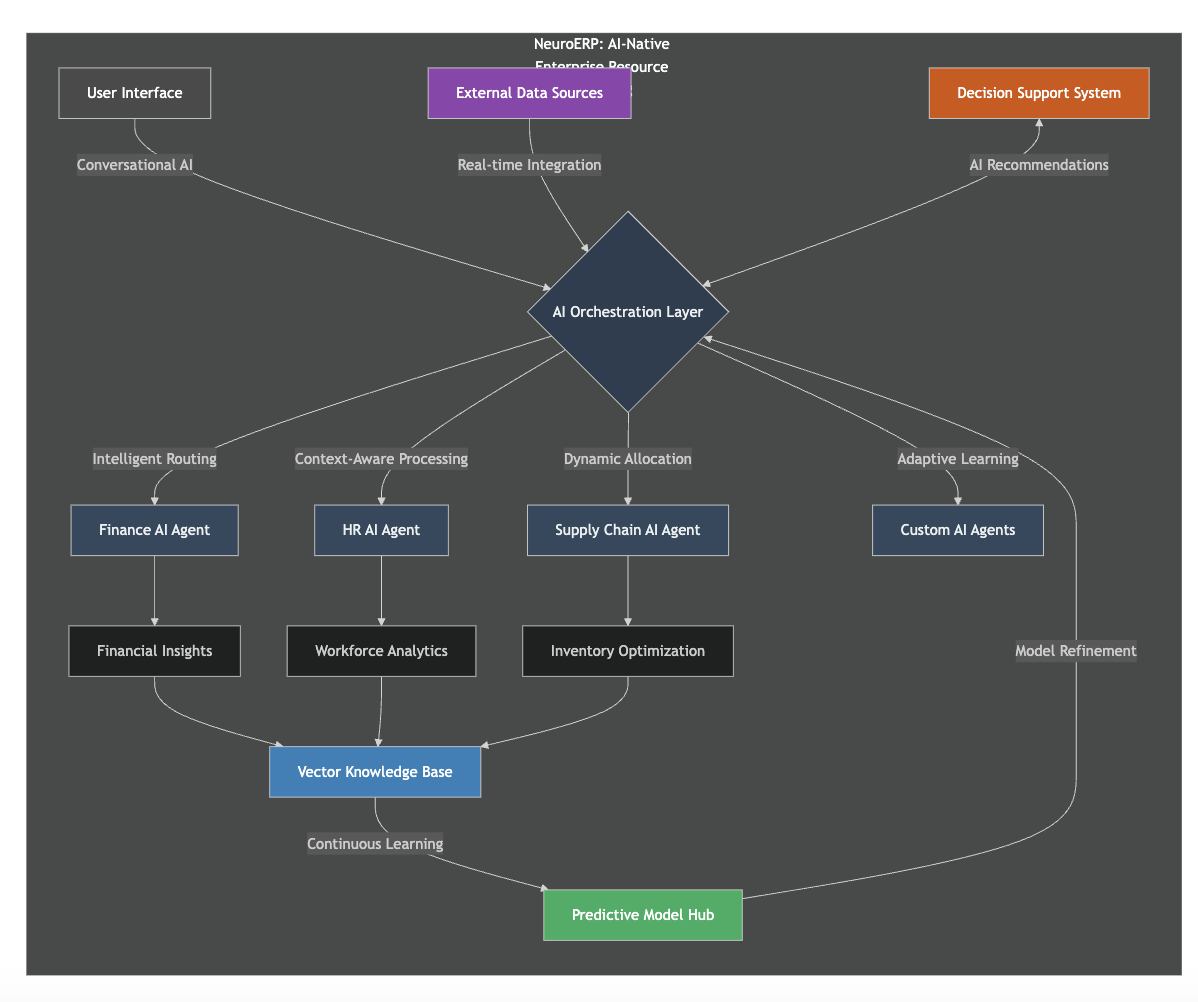 NeuroERP: AI-Native
Enterprise Resource
User Interface
External Data Sources
Decision Support System
Conversational AI
Real-time Integration
AI Recommendations
AI Orchestration Layer
Intelligent Routing
Context-Aware Processing
Dynamic Allocation
Adaptive Learning
Finance AI Agent
HR AI Agent
Supply Chain AI Agent
Custom AI Agents
Financial Insights
Workforce Analytics
Inventory Optimization
Model Refinement
Vector Knowledge Base
Continuous Learning
Predictive Model Hub